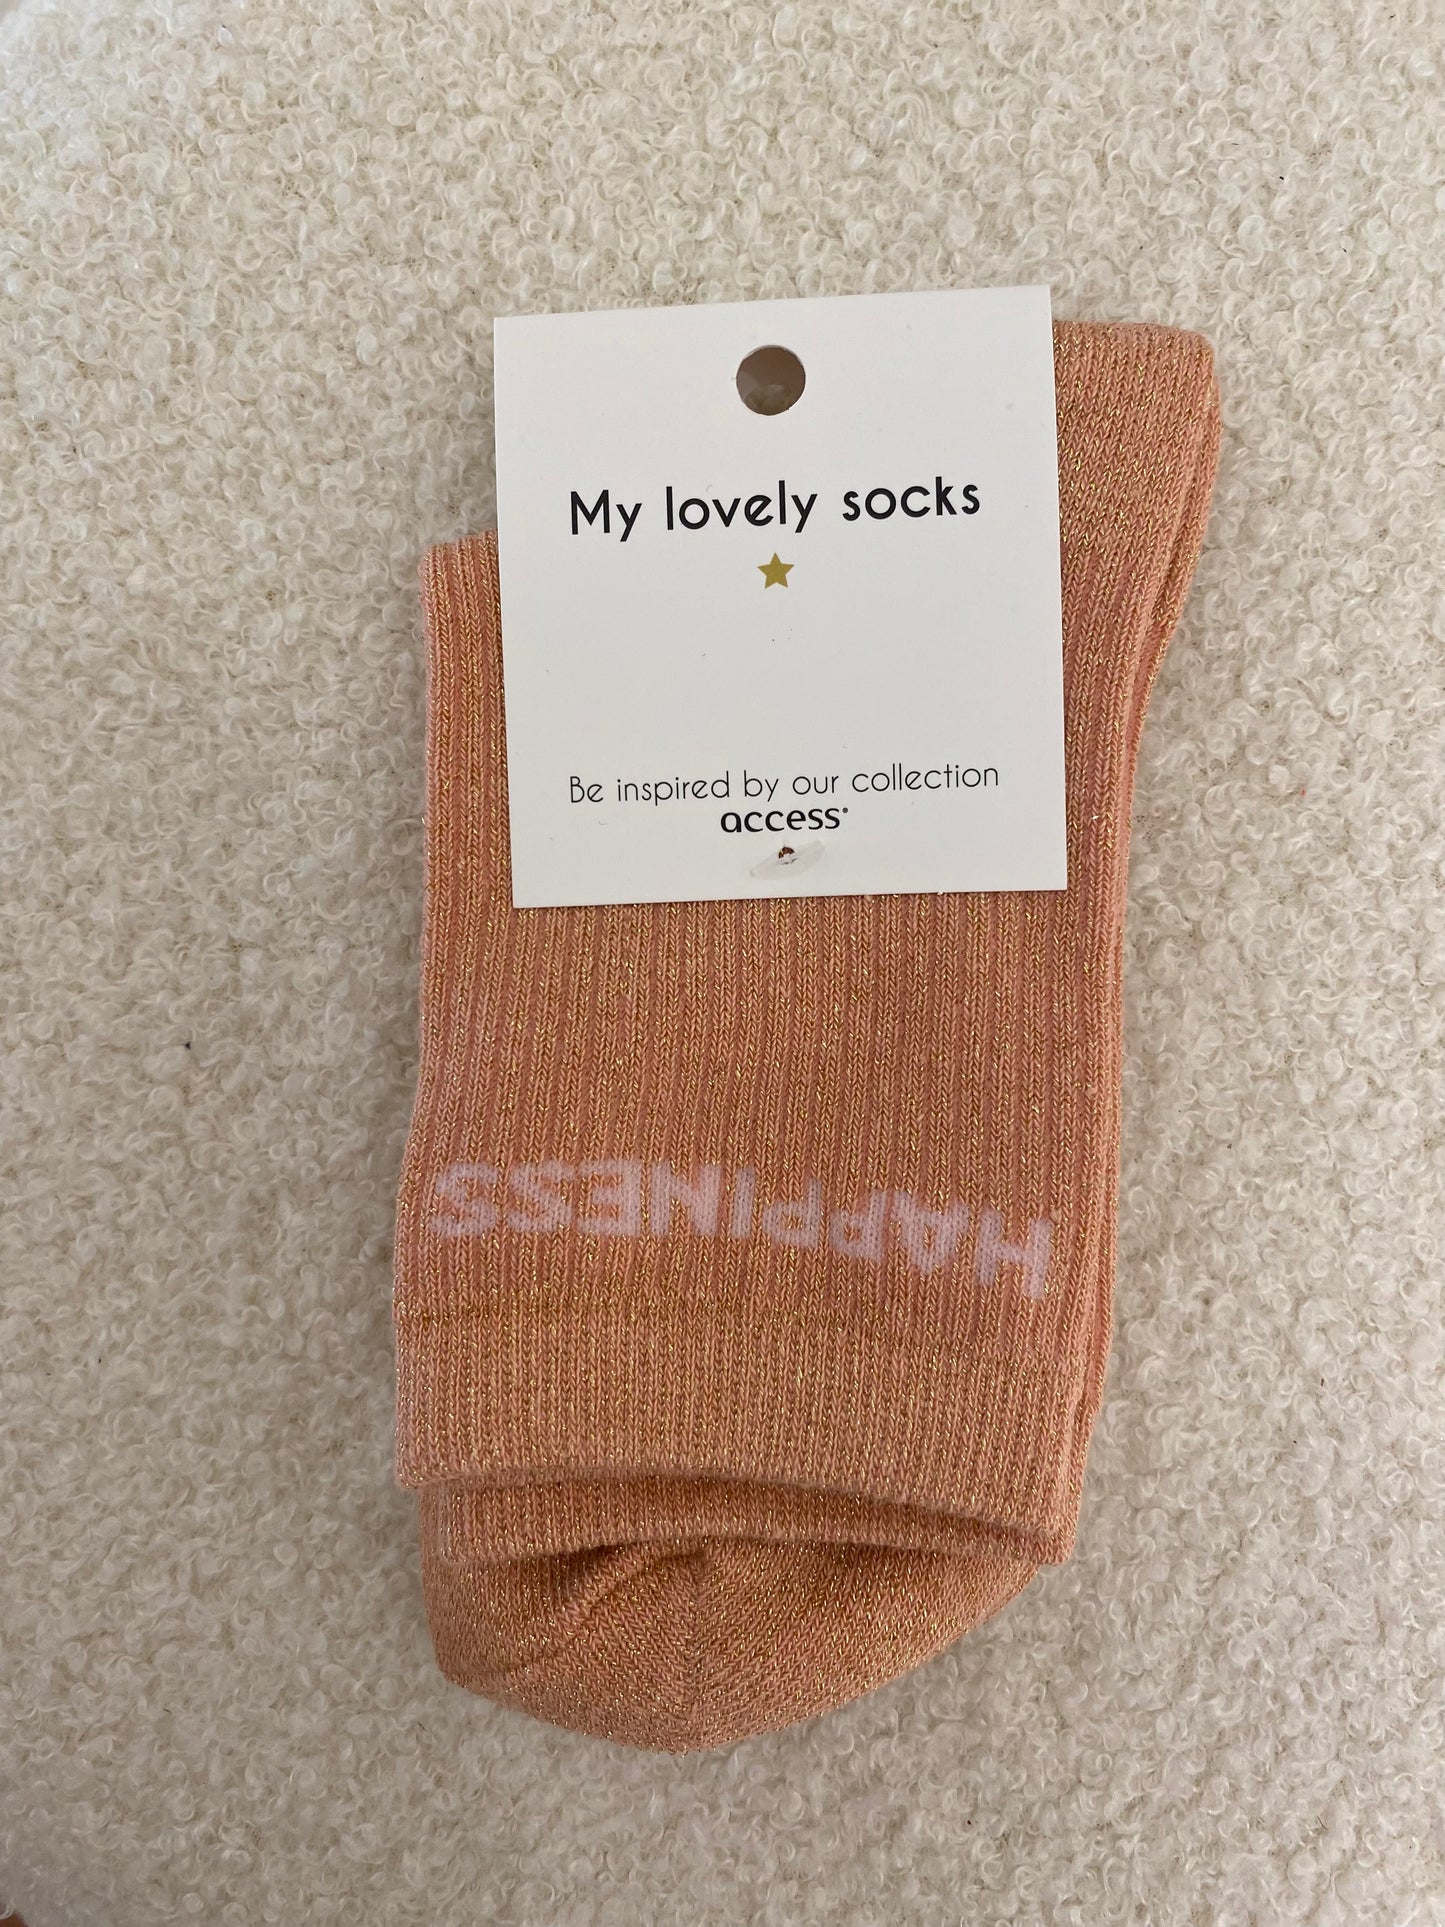 My lovely socks
Be inspired by our collection
access®
HAPPINESS